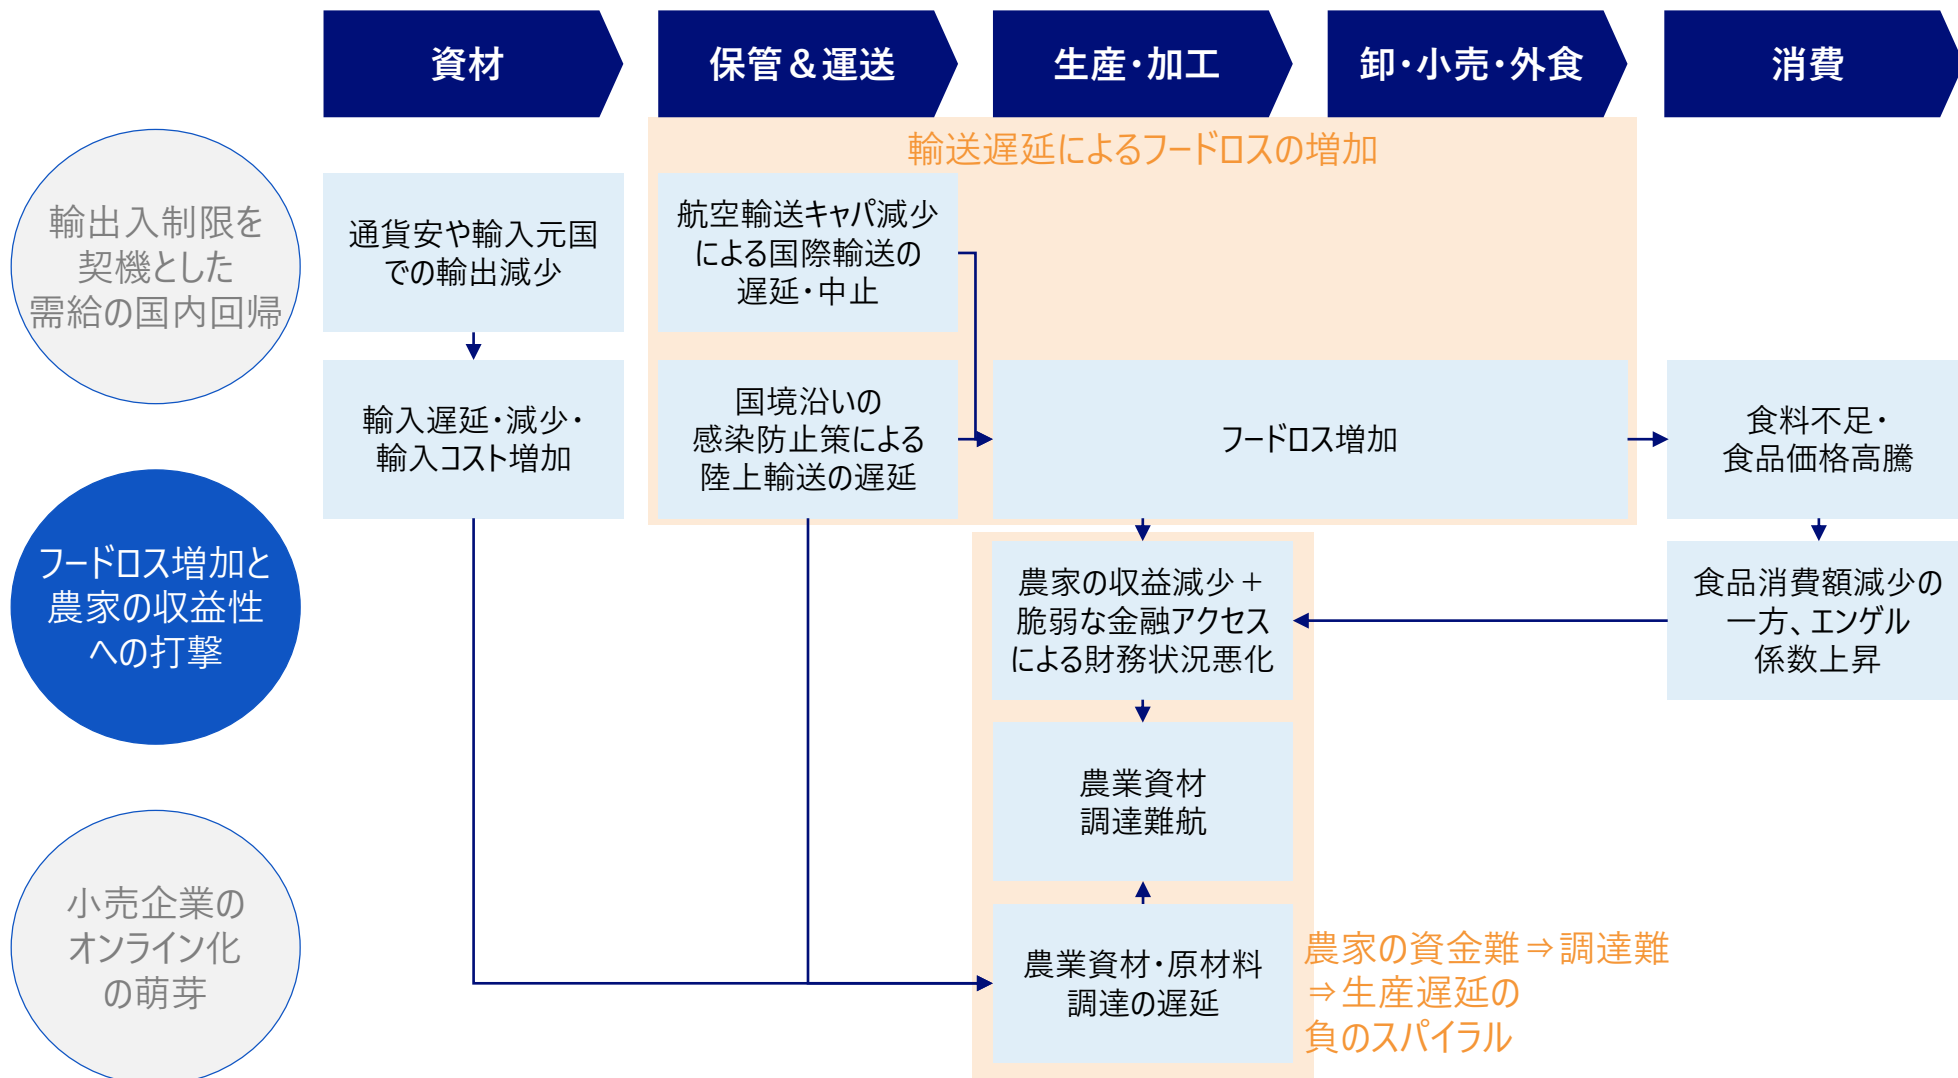 資材
保管＆運送
生産・加工
卸・小売・外食
消費
輸送遅延によるフードロスの増加
輸出入制限を
契機とした
需給の国内回帰
フードロス増加と
農家の収益性
への打撃
小売企業の
オンライン化
の萌芽
通貨安や輸入元国
での輸出減少
輸入遅延・減少・
輸入コスト増加
航空輸送キャパ減少
による国際輸送の
遅延・中止
国境沿いの
感染防止策による
陸上輸送の遅延
フードロス増加
食料不足・
食品価格高騰
農家の収益減少＋
脆弱な金融アクセス
による財務状況悪化
食品消費額減少の
一方、エンゲル
係数上昇
農業資材
調達難航
農業資材・原材料
調達の遅延
農家の資金難⇒調達難
⇒生産遅延の
負のスパイラル